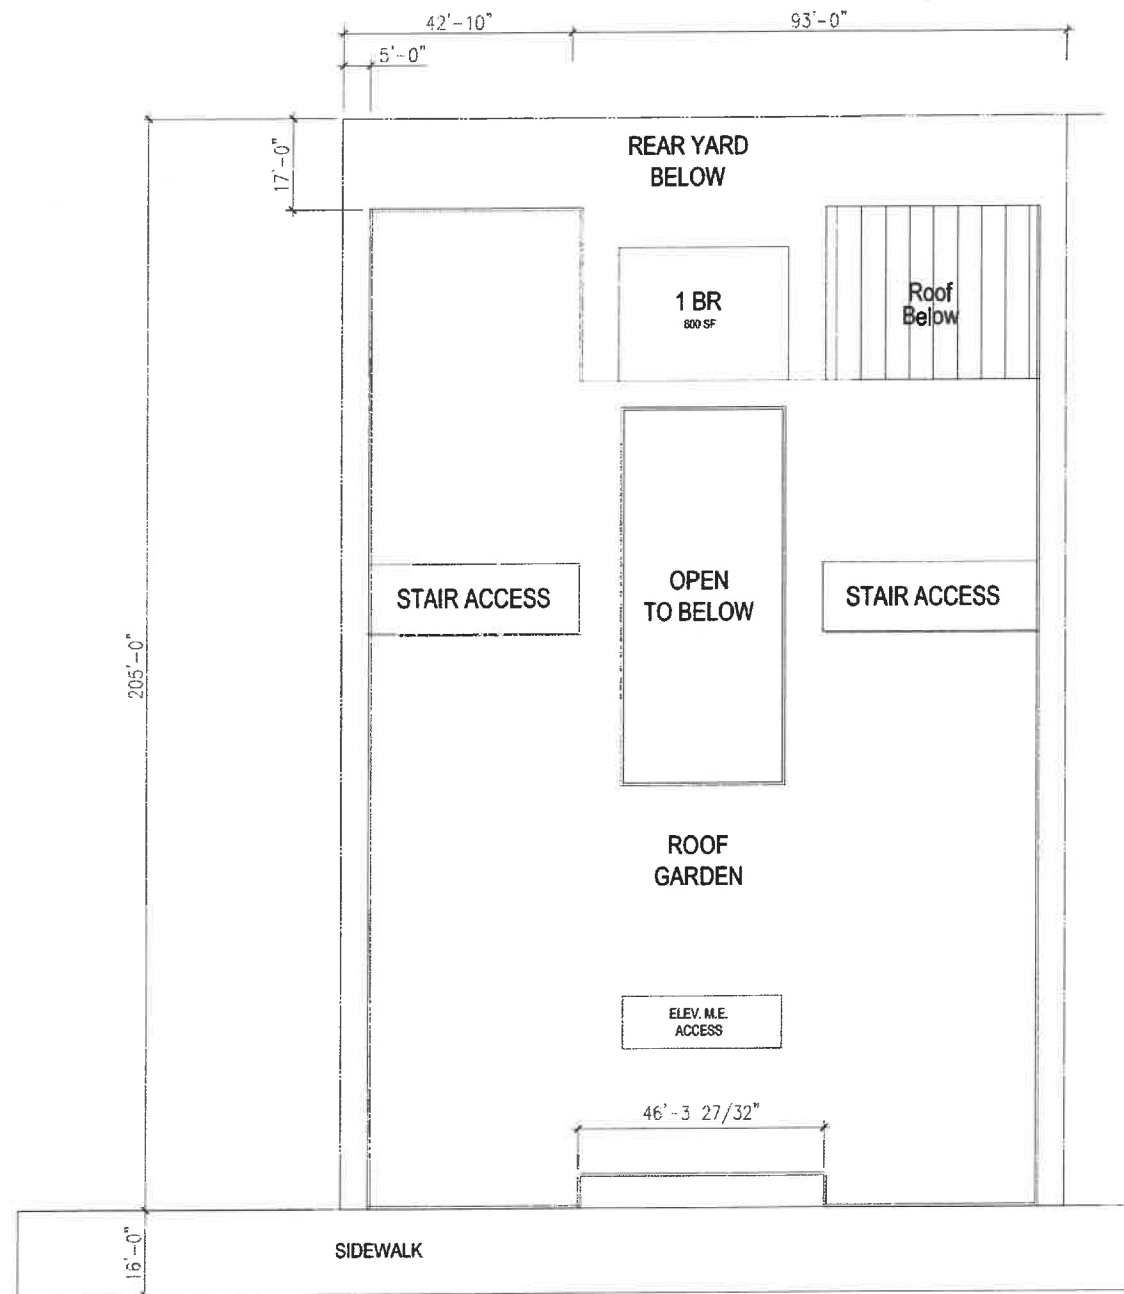 42'-10"
93'-0"
5'-0"
17'-0"
REAR YARD
BELOW
1 BR
800 SF
Roof
Below
STAIR ACCESS
OPEN
TO BELOW
STAIR ACCESS
205'-0"
ROOF
GARDEN
ELEV. M.E.
ACCESS
46'-3 27/32"
SIDEWALK
16'-0"